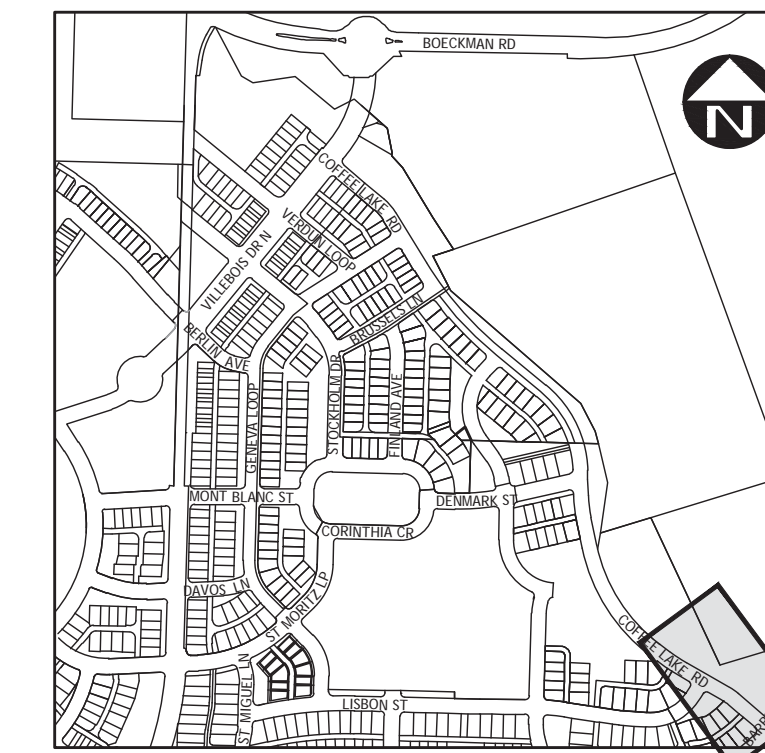 BOECKMAN RD
N
COFFEE LAKE RD
VERDUN LOOP
VILLEBOIS DR N
BRUSSELS LN
BERLIN AVE
STOCKHOLM DR
FINLAND AVE
GENEVA LOOP
MONT BLANC ST
DENMARK ST
CORINTHIA CR
DAVOS LN
ST MORITZ LP
COFFEE LAKE RD
ST MIGUEL LN
LISBON ST